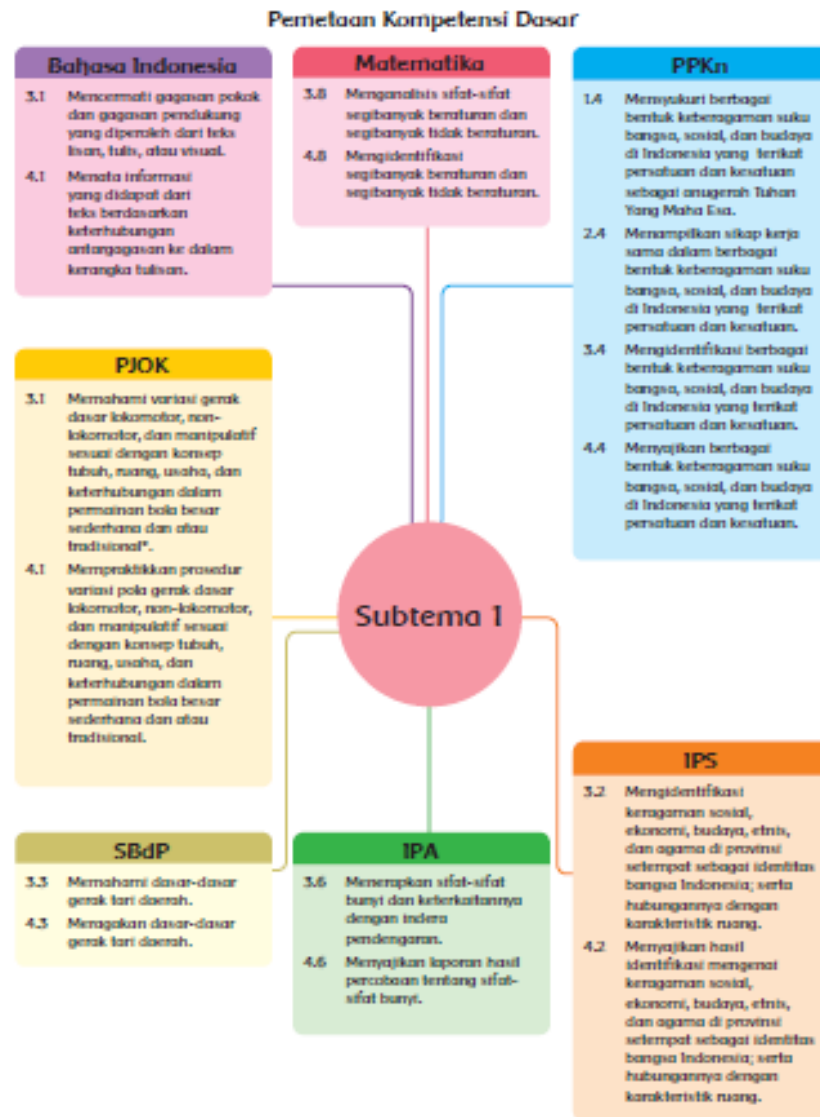 Pemetaan Kompetensi Dasar
Bahasa Indonesia
3.1 Mencermati gagasan pokok
dan gagasan pendukung
yang diperoleh dari teks
lisan, tulis, atau visual.
4.1 Menata informasi
yang didapat dari
teks berdasarkan
keterhubungan
antargagasan ke dalam
kerangka tulisan.
Matematika
3.8 Menganalisis sifat-sifat
segibanyak beraturan dan
segibanyak tidak beraturan.
4.8 Mengidentifikasi
segibanyak beraturan dan
segibanyak tidak beraturan.
PPKn
1.4 Mensyukuri berbagai
bentuk keberagaman suku
bangsa, sosial, dan budaya
di Indonesia yang terikat
persatuan dan kesatuan
sebagai anugerah Tuhan
Yang Maha Esa.
2.4 Menampilkan sikap kerja
sama dalam berbagai
bentuk keberagaman suku
bangsa, sosial, dan budaya
di Indonesia yang terikat
persatuan dan kesatuan.
3.4 Mengidentifikasi berbagai
bentuk keberagaman suku
bangsa, sosial, dan budaya
di Indonesia yang terikat
persatuan dan kesatuan.
4.4 Menyajikan berbagai
bentuk keberagaman suku
bangsa, sosial, dan budaya
di Indonesia yang terikat
persatuan dan kesatuan.
PJOK
3.1 Memahami variasi gerak
dasar lokomotor, non-
lokomotor, dan manipulatif
sesuai dengan konsep
tubuh, ruang, usaha, dan
keterhubungan dalam
permainan bola besar
sederhana dan atau
tradisional*.
4.1 Mempraktikkan prosedur
variasi pola gerak dasar
lokomotor, non-lokomotor,
dan manipulatif sesuai
dengan konsep tubuh,
ruang, usaha, dan
keterhubungan dalam
permainan bola besar
sederhana dan atau
tradisional.
Subtema 1
SBdP
3.3 Memahami dasar-dasar
gerak tari daerah.
4.3 Meragakan dasar-dasar
gerak tari daerah.
IPA
3.6 Menerapkan sifat-sifat
bunyi dan keterkaitannya
dengan indera
pendengaran.
4.6 Menyajikan laporan hasil
percobaan tentang sifat-
sifat bunyi.
IPS
3.2 Mengidentifikasi
keragaman sosial,
ekonomi, budaya, etnis,
dan agama di provinsi
setempat sebagai identitas
bangsa Indonesia; serta
hubungannya dengan
karakteristik ruang.
4.2 Menyajikan hasil
identifikasi mengenai
keragaman sosial,
ekonomi, budaya, etnis,
dan agama di provinsi
setempat sebagai identitas
bangsa Indonesia; serta
hubungannya dengan
karakteristik ruang.